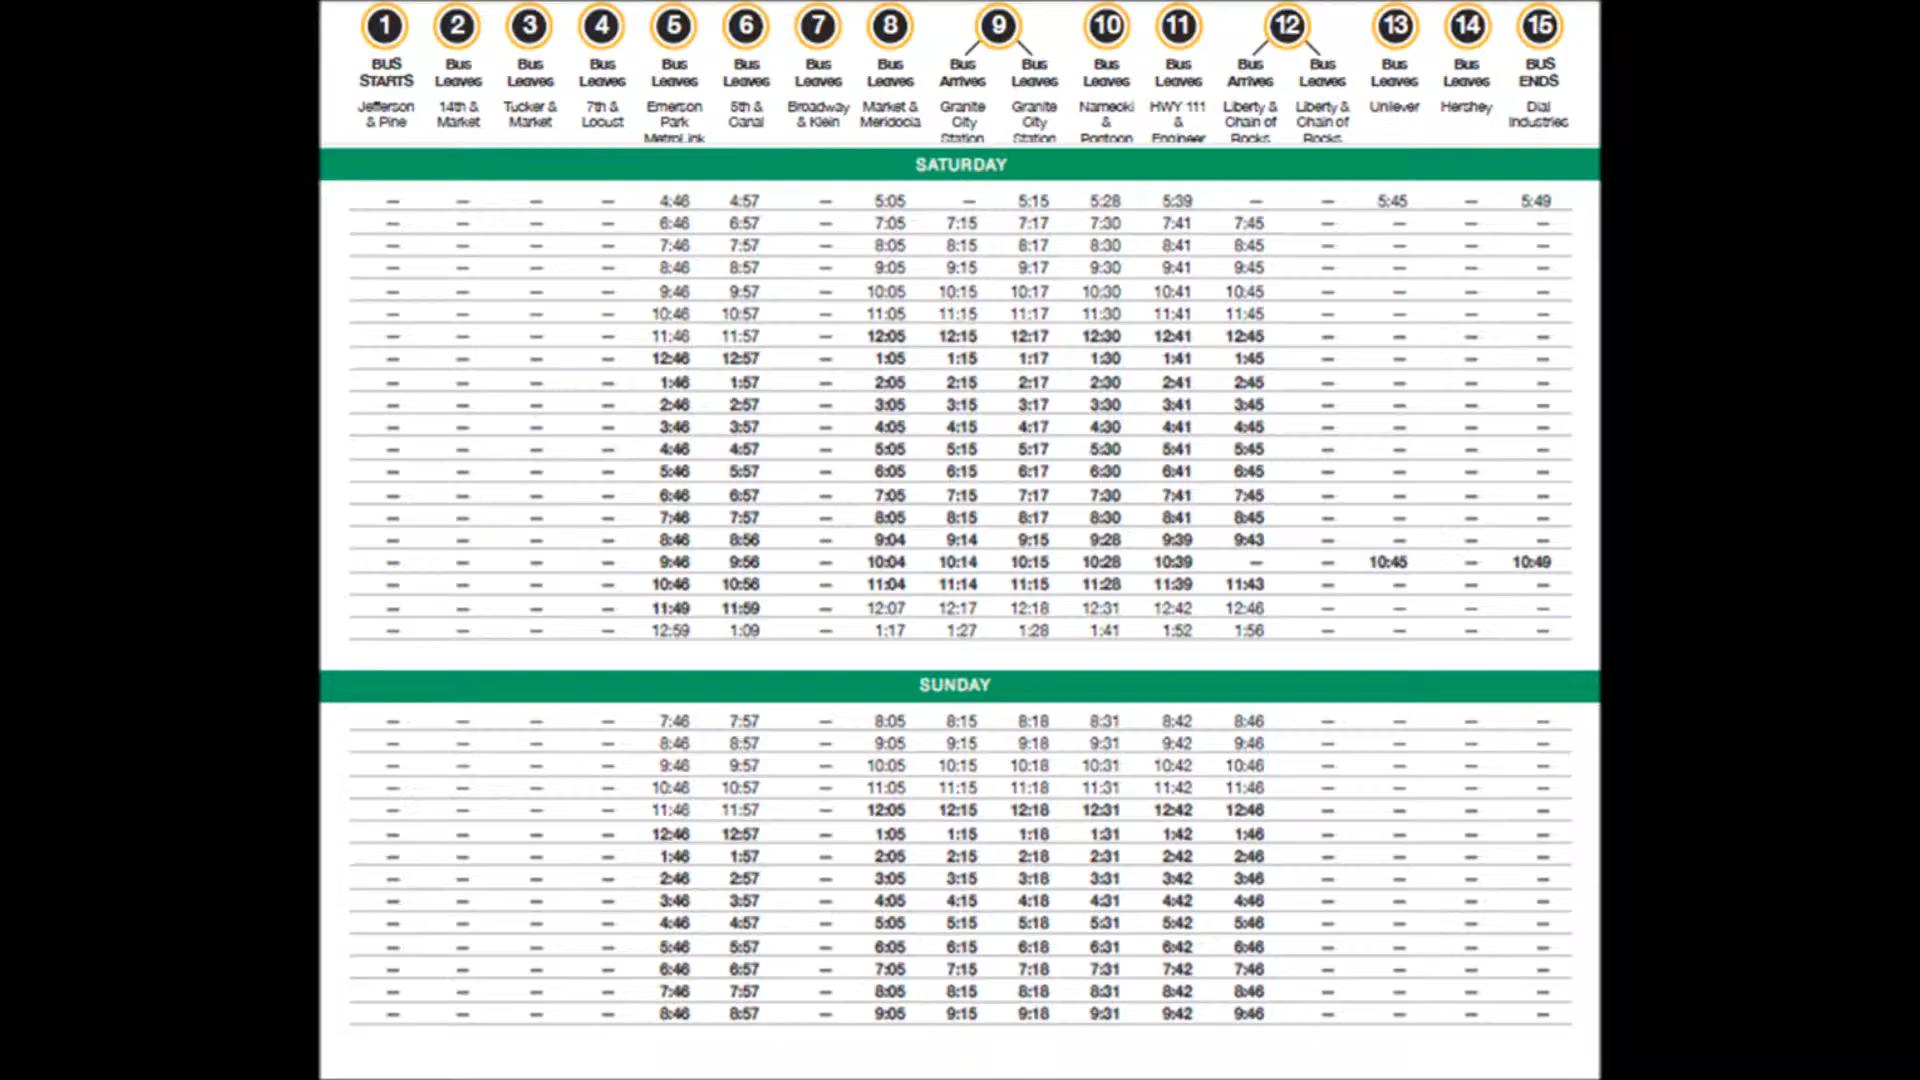 1 2 3 4 5 6 7 8 9 10 11 12 13 14 15
BUS Bus Bus Bus Bus Bus Bus Bus Bus Bus Bus Bus Bus Bus Bus Bus BUS
STARTS Leaves Leaves Leaves Leaves Leaves Leaves Leaves Arrives Leaves Leaves Leaves Arrives Leaves Leaves Leaves ENDS
Jefferson 14th & Tucker & 7th & Emerson 5th & Broadway Market & Granite Granite Nameoki HWY 111 Liberty & Liberty & Unilever Hershey Dial
& Pine Market Market Locust Park Canal & Klein Meridocia City City & & Chain of Chain of Industries
MetroLink Station Station Pontoon Engineer Rocks Rocks
SATURDAY
– – – – 4:46 4:57 – 5:05 – 5:15 5:28 5:39 – – 5:45 – 5:49
– – – – 6:46 6:57 – 7:05 7:15 7:17 7:30 7:41 7:45 – – – –
– – – – 7:46 7:57 – 8:05 8:15 8:17 8:30 8:41 8:45 – – – –
– – – – 8:46 8:57 – 9:05 9:15 9:17 9:30 9:41 9:45 – – – –
– – – – 9:46 9:57 – 10:05 10:15 10:17 10:30 10:41 10:45 – – – –
– – – – 10:46 10:57 – 11:05 11:15 11:17 11:30 11:41 11:45 – – – –
– – – – 11:46 11:57 – 12:05 12:15 12:17 12:30 12:41 12:45 – – – –
– – – – 12:46 12:57 – 1:05 1:15 1:17 1:30 1:41 1:45 – – – –
– – – – 1:46 1:57 – 2:05 2:15 2:17 2:30 2:41 2:45 – – – –
– – – – 2:46 2:57 – 3:05 3:15 3:17 3:30 3:41 3:45 – – – –
– – – – 3:46 3:57 – 4:05 4:15 4:17 4:30 4:41 4:45 – – – –
– – – – 4:46 4:57 – 5:05 5:15 5:17 5:30 5:41 5:45 – – – –
– – – – 5:46 5:57 – 6:05 6:15 6:17 6:30 6:41 6:45 – – – –
– – – – 6:46 6:57 – 7:05 7:15 7:17 7:30 7:41 7:45 – – – –
– – – – 7:46 7:57 – 8:05 8:15 8:17 8:30 8:41 8:45 – – – –
– – – – 8:46 8:56 – 9:04 9:14 9:15 9:28 9:39 9:43 – – – –
– – – – 9:46 9:56 – 10:04 10:14 10:15 10:28 10:39 – – 10:45 – 10:49
– – – – 10:46 10:56 – 11:04 11:14 11:15 11:28 11:39 11:43 – – – –
– – – – 11:49 11:59 – 12:07 12:17 12:18 12:31 12:42 12:46 – – – –
– – – – 12:59 1:09 – 1:17 1:27 1:28 1:41 1:52 1:56 – – – –
SUNDAY
– – – – 7:46 7:57 – 8:05 8:15 8:18 8:31 8:42 8:46 – – – –
– – – – 8:46 8:57 – 9:05 9:15 9:18 9:31 9:42 9:46 – – – –
– – – – 9:46 9:57 – 10:05 10:15 10:18 10:31 10:42 10:46 – – – –
– – – – 10:46 10:57 – 11:05 11:15 11:18 11:31 11:42 11:46 – – – –
– – – – 11:46 11:57 – 12:05 12:15 12:18 12:31 12:42 12:46 – – – –
– – – – 12:46 12:57 – 1:05 1:15 1:18 1:31 1:42 1:46 – – – –
– – – – 1:46 1:57 – 2:05 2:15 2:18 2:31 2:42 2:46 – – – –
– – – – 2:46 2:57 – 3:05 3:15 3:18 3:31 3:42 3:46 – – – –
– – – – 3:46 3:57 – 4:05 4:15 4:18 4:31 4:42 4:46 – – – –
– – – – 4:46 4:57 – 5:05 5:15 5:18 5:31 5:42 5:46 – – – –
– – – – 5:46 5:57 – 6:05 6:15 6:18 6:31 6:42 6:46 – – – –
– – – – 6:46 6:57 – 7:05 7:15 7:18 7:31 7:42 7:46 – – – –
– – – – 7:46 7:57 – 8:05 8:15 8:18 8:31 8:42 8:46 – – – –
– – – – 8:46 8:57 – 9:05 9:15 9:18 9:31 9:42 9:46 – – – –